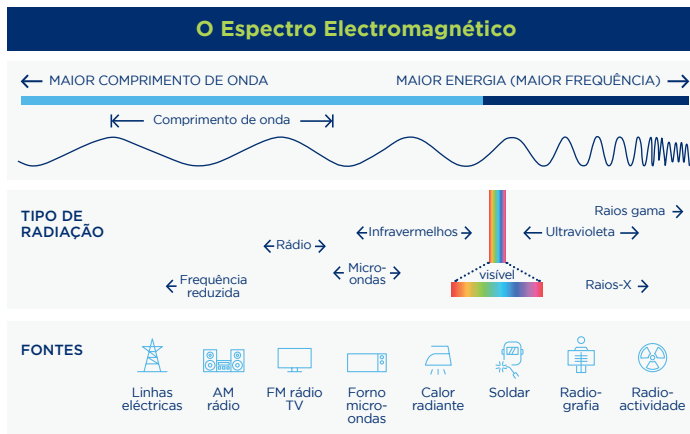 O Espectro Electromagnético
MAIOR COMPRIMENTO DE ONDA
MAIOR ENERGIA (MAIOR FREQUÊNCIA)
Comprimento de onda
TIPO DE
RADIAÇÃO
Raios gama
Infravermelhos
Ultravioleta
Rádio
Micro-
ondas
visível
Frequência
reduzida
Raios-X
FONTES
Linhas
eléctricas
AM
rádio
FM rádio
TV
Forno
micro-
ondas
Calor
radiante
Soldar
Radio-
grafia
Radio-
actividade